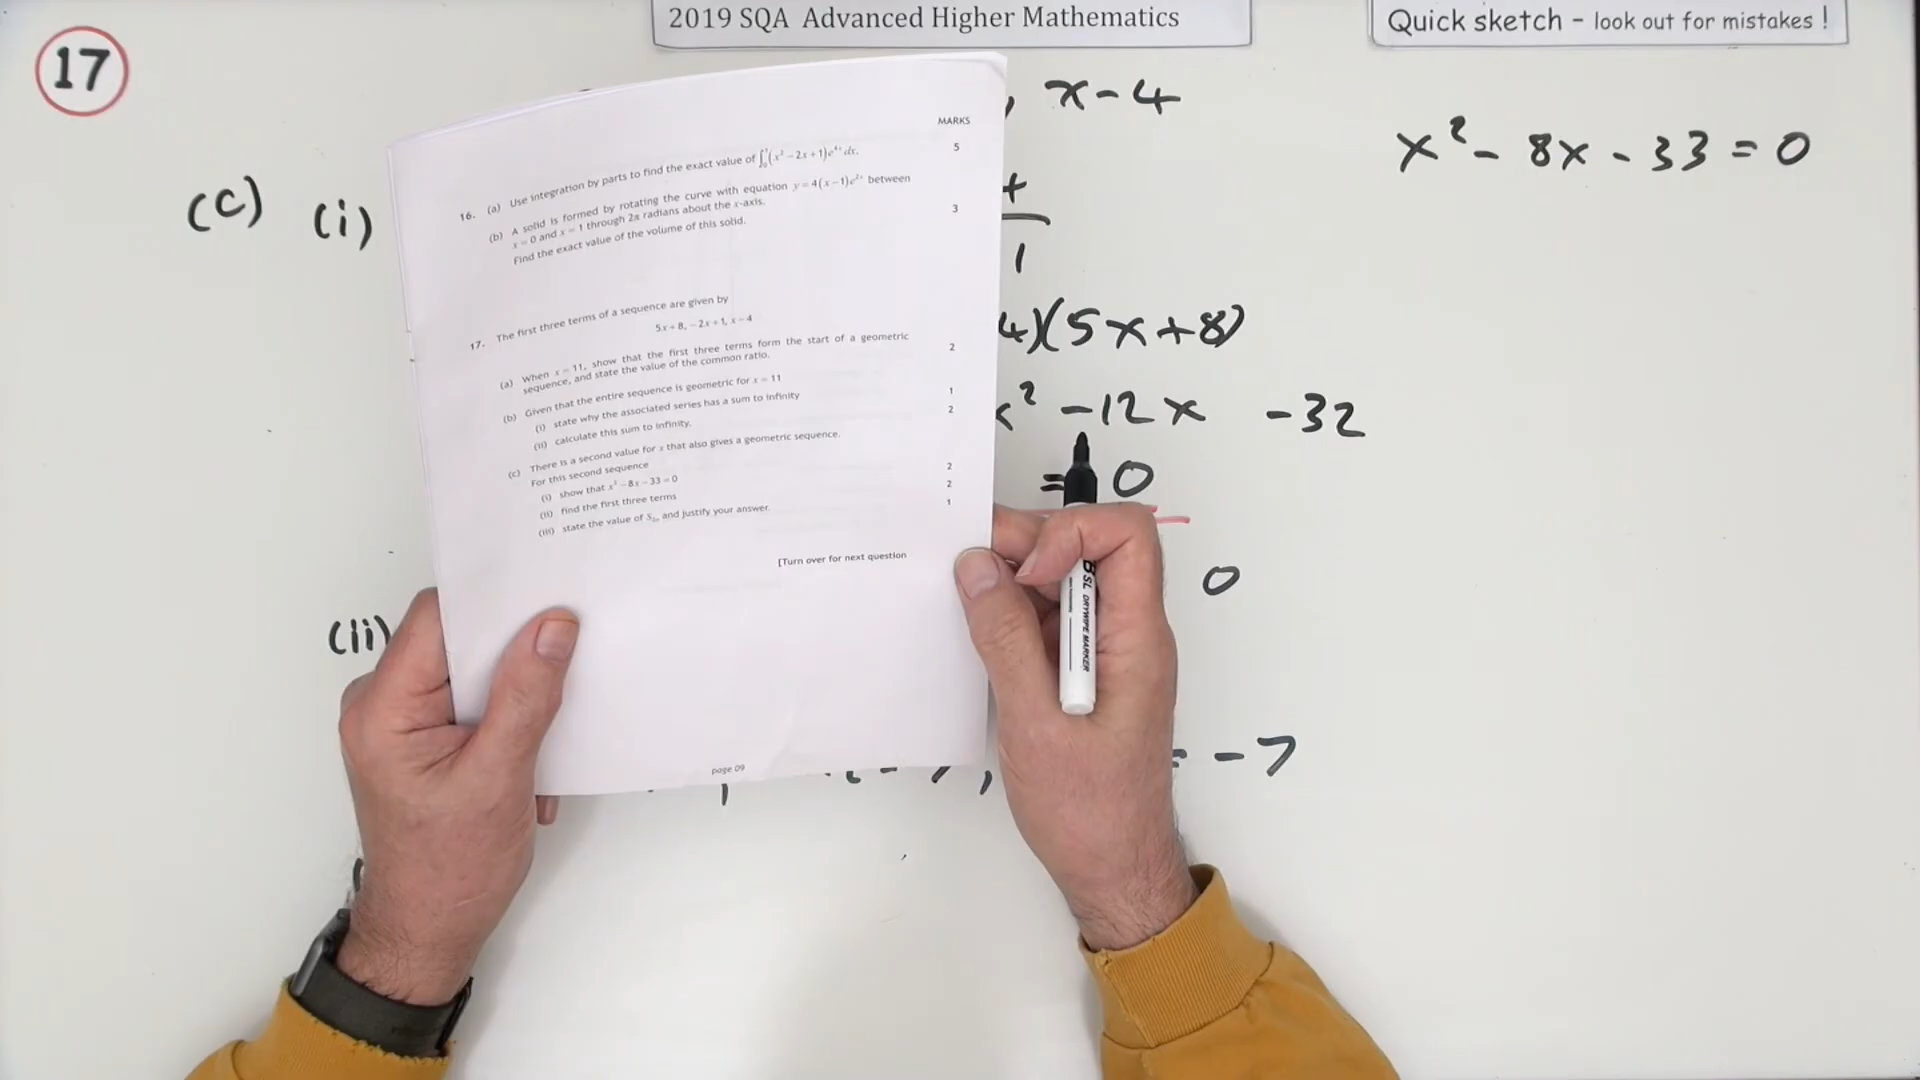 17
2019 SQA Advanced Higher Mathematics
Quick sketch - look out for mistakes !
, x - 4
x² - 8x - 33 = 0
(c) (i)
+
1
4)(5x + 8)
x² - 12x - 32
= 0
0
(ii)
= -7
MARKS
16. (a) Use integration by parts to find the exact value of ∫₀¹(x² − 2x + 1)e⁴ˣ dx. 5
(b) A solid is formed by rotating the curve with equation y = 4(x − 1)e²ˣ between
x = 0 and x = 1 through 2π radians about the x-axis. 3
Find the exact value of the volume of this solid.
17. The first three terms of a sequence are given by
5x + 8, −2x + 1, x − 4
(a) When x = 11, show that the first three terms form the start of a geometric
sequence, and state the value of the common ratio. 2
(b) Given that the entire sequence is geometric for x = 11
(i) state why the associated series has a sum to infinity 1
(ii) calculate this sum to infinity. 2
(c) There is a second value for x that also gives a geometric sequence.
For this second sequence
(i) show that x² − 8x − 33 = 0 2
(ii) find the first three terms 2
(iii) state the value of S₂ₙ and justify your answer. 1
[Turn over for next question
page 09
BSL DRYWIPE MARKER